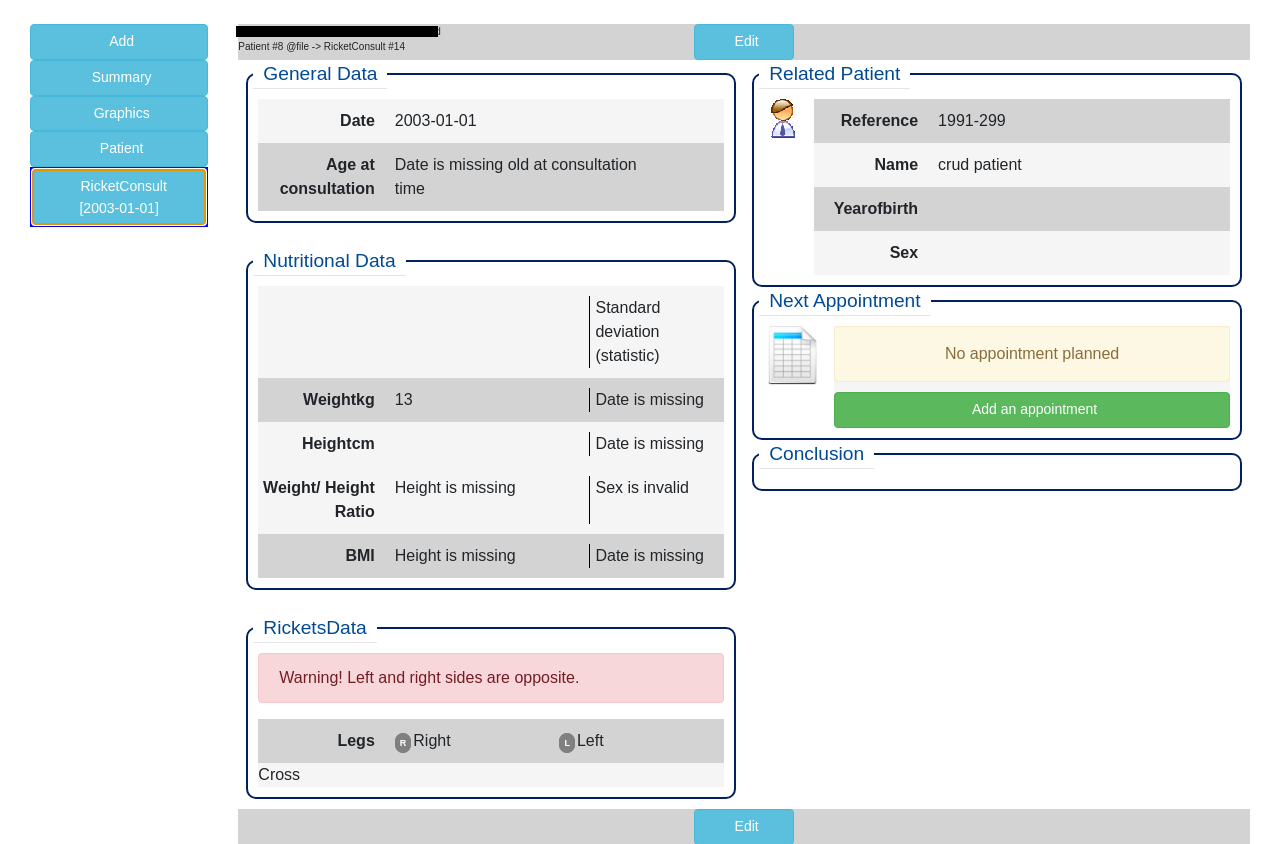 Add
Summary
Graphics
Patient
RicketConsult
[2003-01-01]
Edit
Patient #8 @file -> RicketConsult #14
General Data
Date 2003-01-01
Age at consultation Date is missing old at consultation time
Nutritional Data
Standard
deviation
(statistic)
Weightkg 13 Date is missing
Heightcm Date is missing
Weight/ Height Ratio Height is missing Sex is invalid
BMI Height is missing Date is missing
RicketsData
Warning! Left and right sides are opposite.
Legs R Right L Left
Cross
Related Patient
Reference 1991-299
Name crud patient
Yearofbirth
Sex
Next Appointment
No appointment planned
Add an appointment
Conclusion
Edit